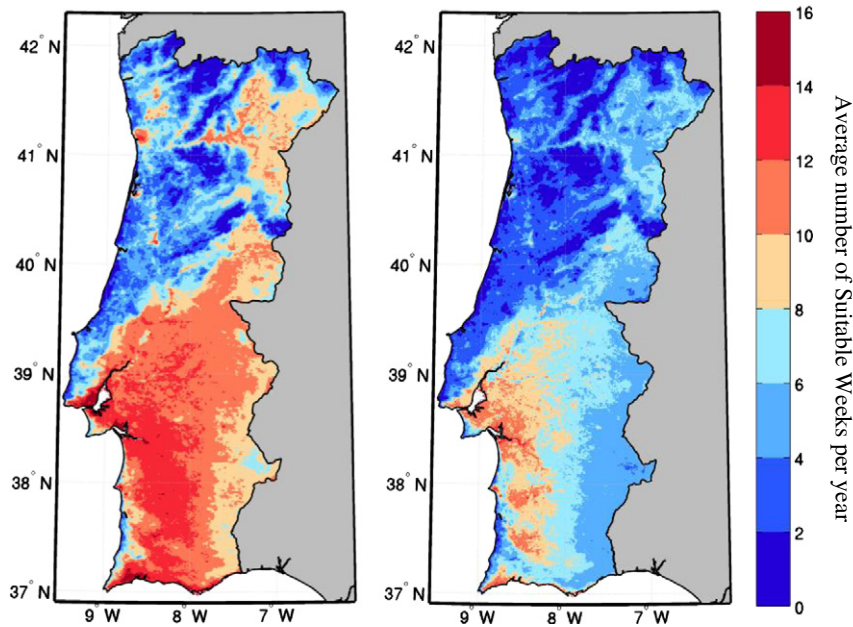 42° N
41° N
40° N
39° N
38° N
37° N
9° W
8° W
7° W
42° N
41° N
40° N
39° N
38° N
37° N
9° W
8° W
7° W
16
14
12
10
8
6
4
2
0
Average number of Suitable Weeks per year